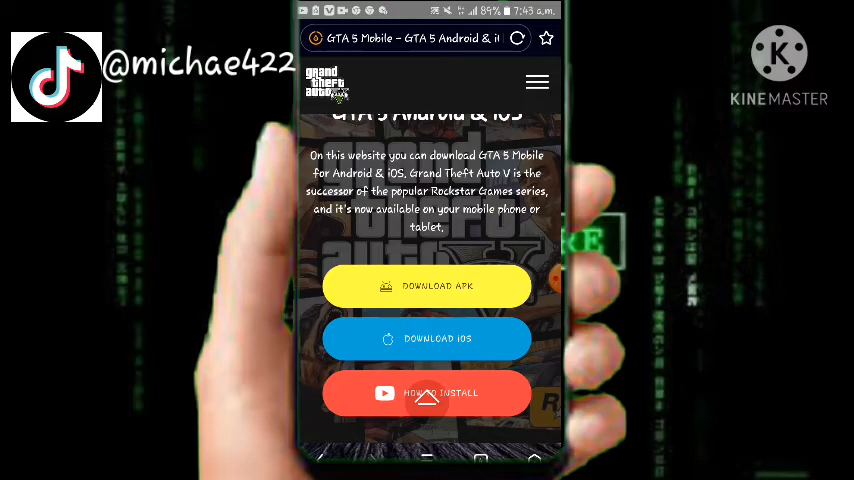 @michae422
KINEMASTER
89% 7:43 a.m.
GTA 5 Mobile – GTA 5 Android & i
grand
theft
auto
GTA 5 Android & iOS
On this website you can download GTA 5 Mobile
for Android & iOS, Grand Theft Auto V is the
successor of the popular Rockstar Games series,
and it's now available on your mobile phone or
tablet.
DOWNLOAD APK
DOWNLOAD iOS
HOW TO INSTALL